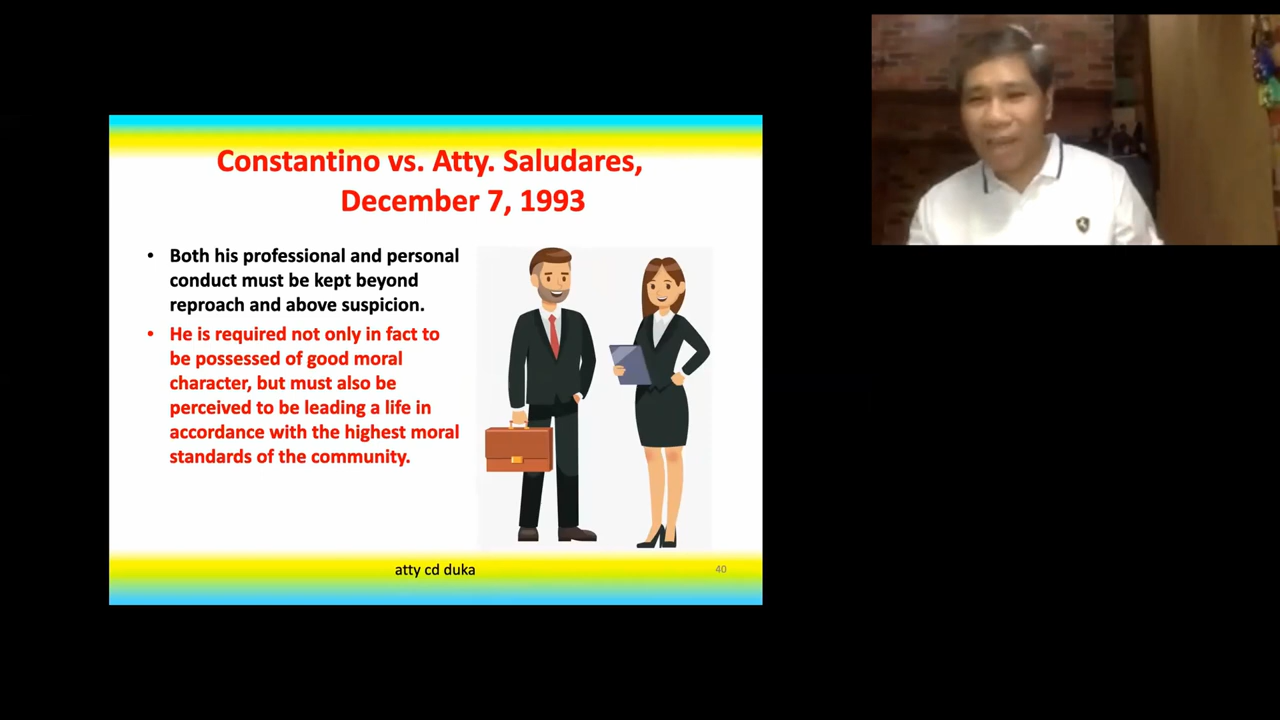 Constantino vs. Atty. Saludares,
December 7, 1993
• Both his professional and personal
conduct must be kept beyond
reproach and above suspicion.
• He is required not only in fact to
be possessed of good moral
character, but must also be
perceived to be leading a life in
accordance with the highest moral
standards of the community.
atty cd duka
40